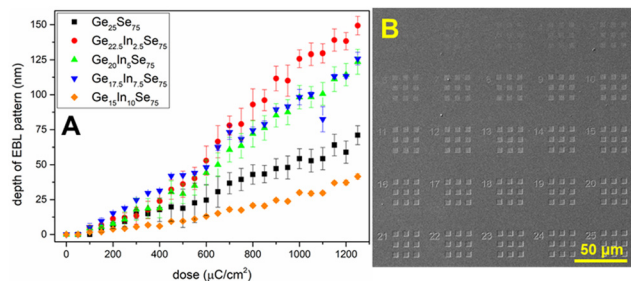 A
Ge25Se75
Ge22.5In2.5Se75
Ge20In5Se75
Ge17.5In7.5Se75
Ge15In10Se75
depth of EBL pattern (nm)
150
125
100
75
50
25
0
0 200 400 600 800 1000 1200
dose (μC/cm²)
B
11 12 13 14 15
16 17 18 19 20
21 22 23 24 25
50 μm